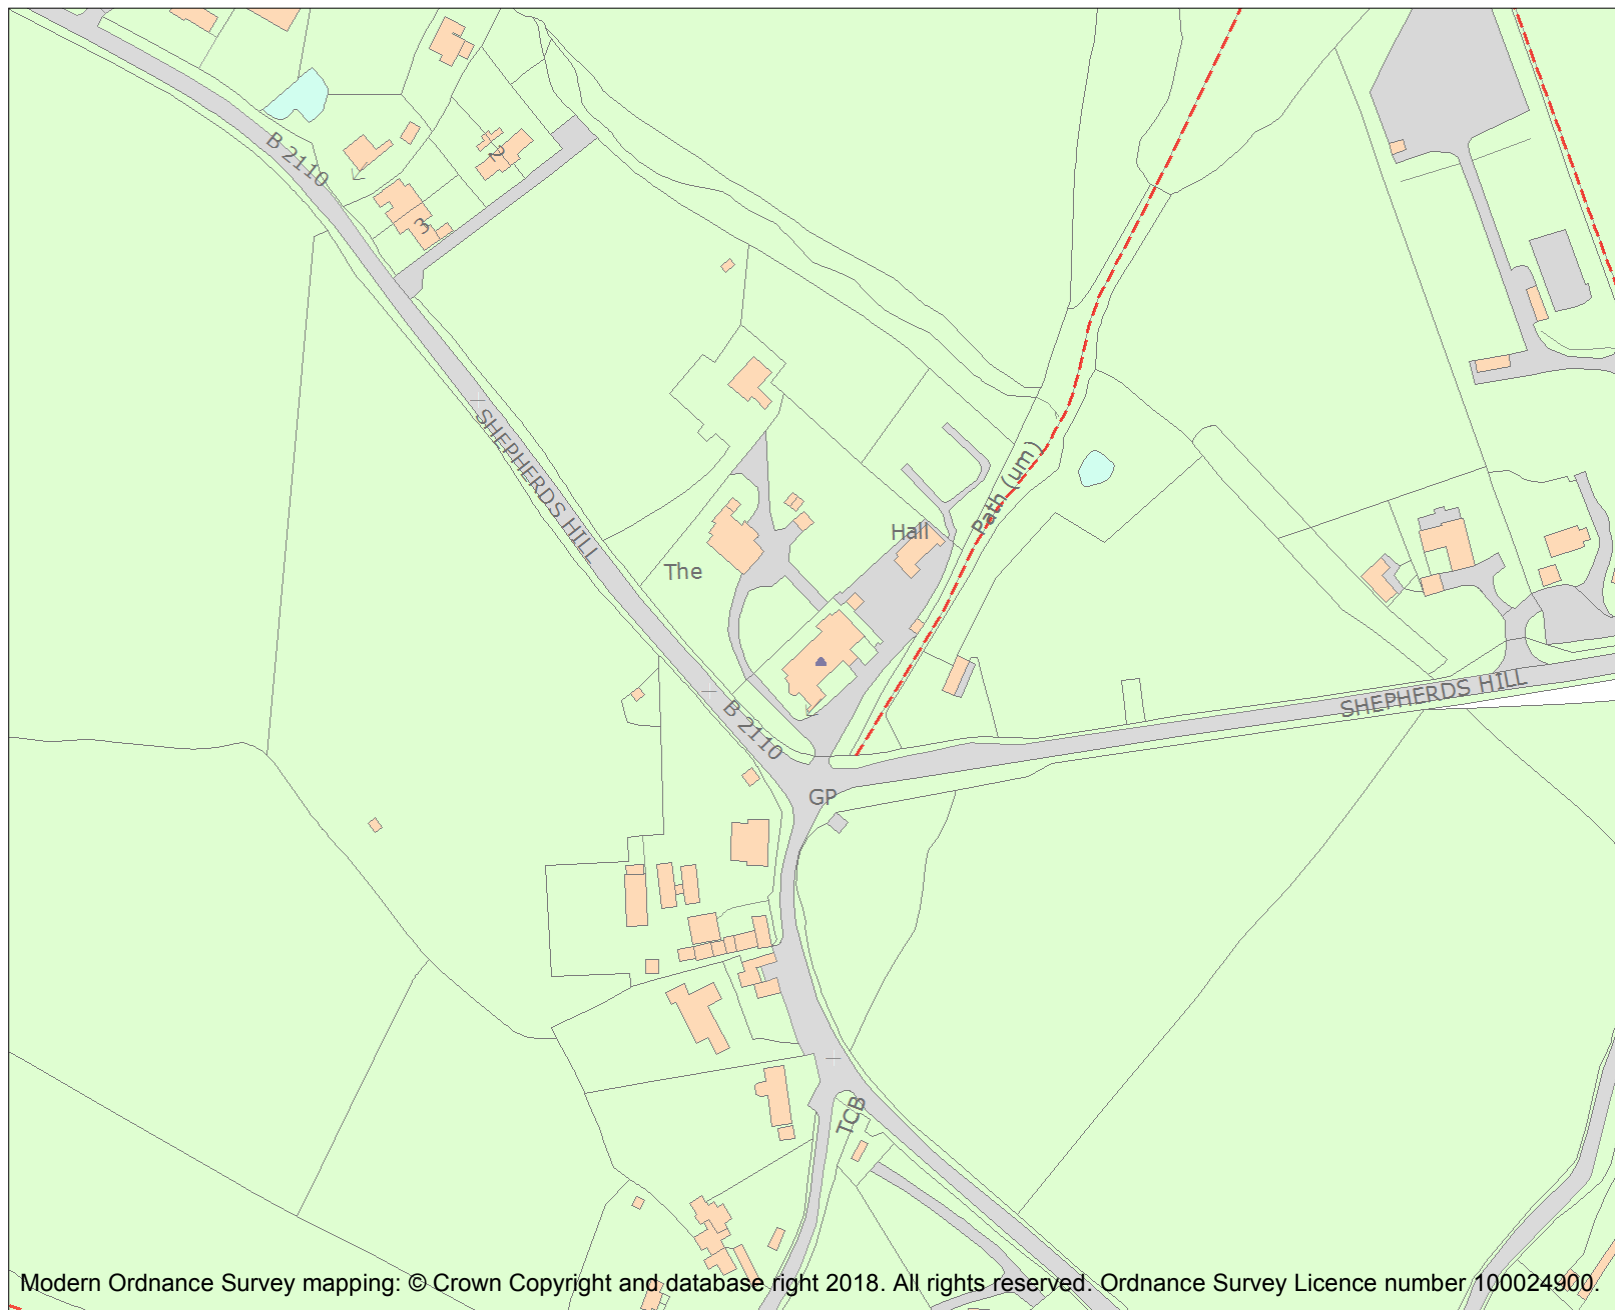 B 2110
2
3
SHEPHERDS HILL
Path (um)
Hall
The
SHEPHERDS HILL
B 2110
GP
TCB
Modern Ordnance Survey mapping: © Crown Copyright and database right 2018. All rights reserved. Ordnance Survey Licence number 100024900.